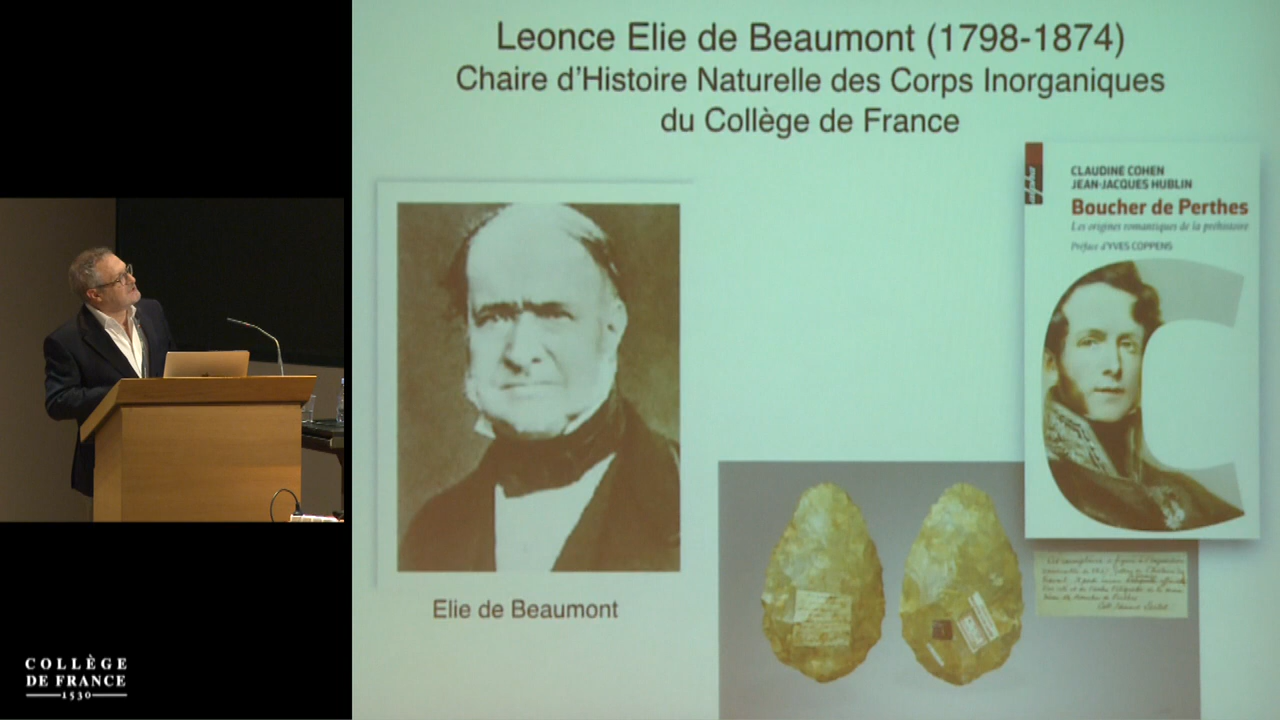 Leonce Elie de Beaumont (1798-1874)
Chaire d'Histoire Naturelle des Corps Inorganiques
du Collège de France
CLAUDINE COHEN
JEAN-JACQUES HUBLIN
Boucher de Perthes
Les origines romantiques de la préhistoire
Préface d'YVES COPPENS
Elie de Beaumont
COLLÈGE
DE FRANCE
1530